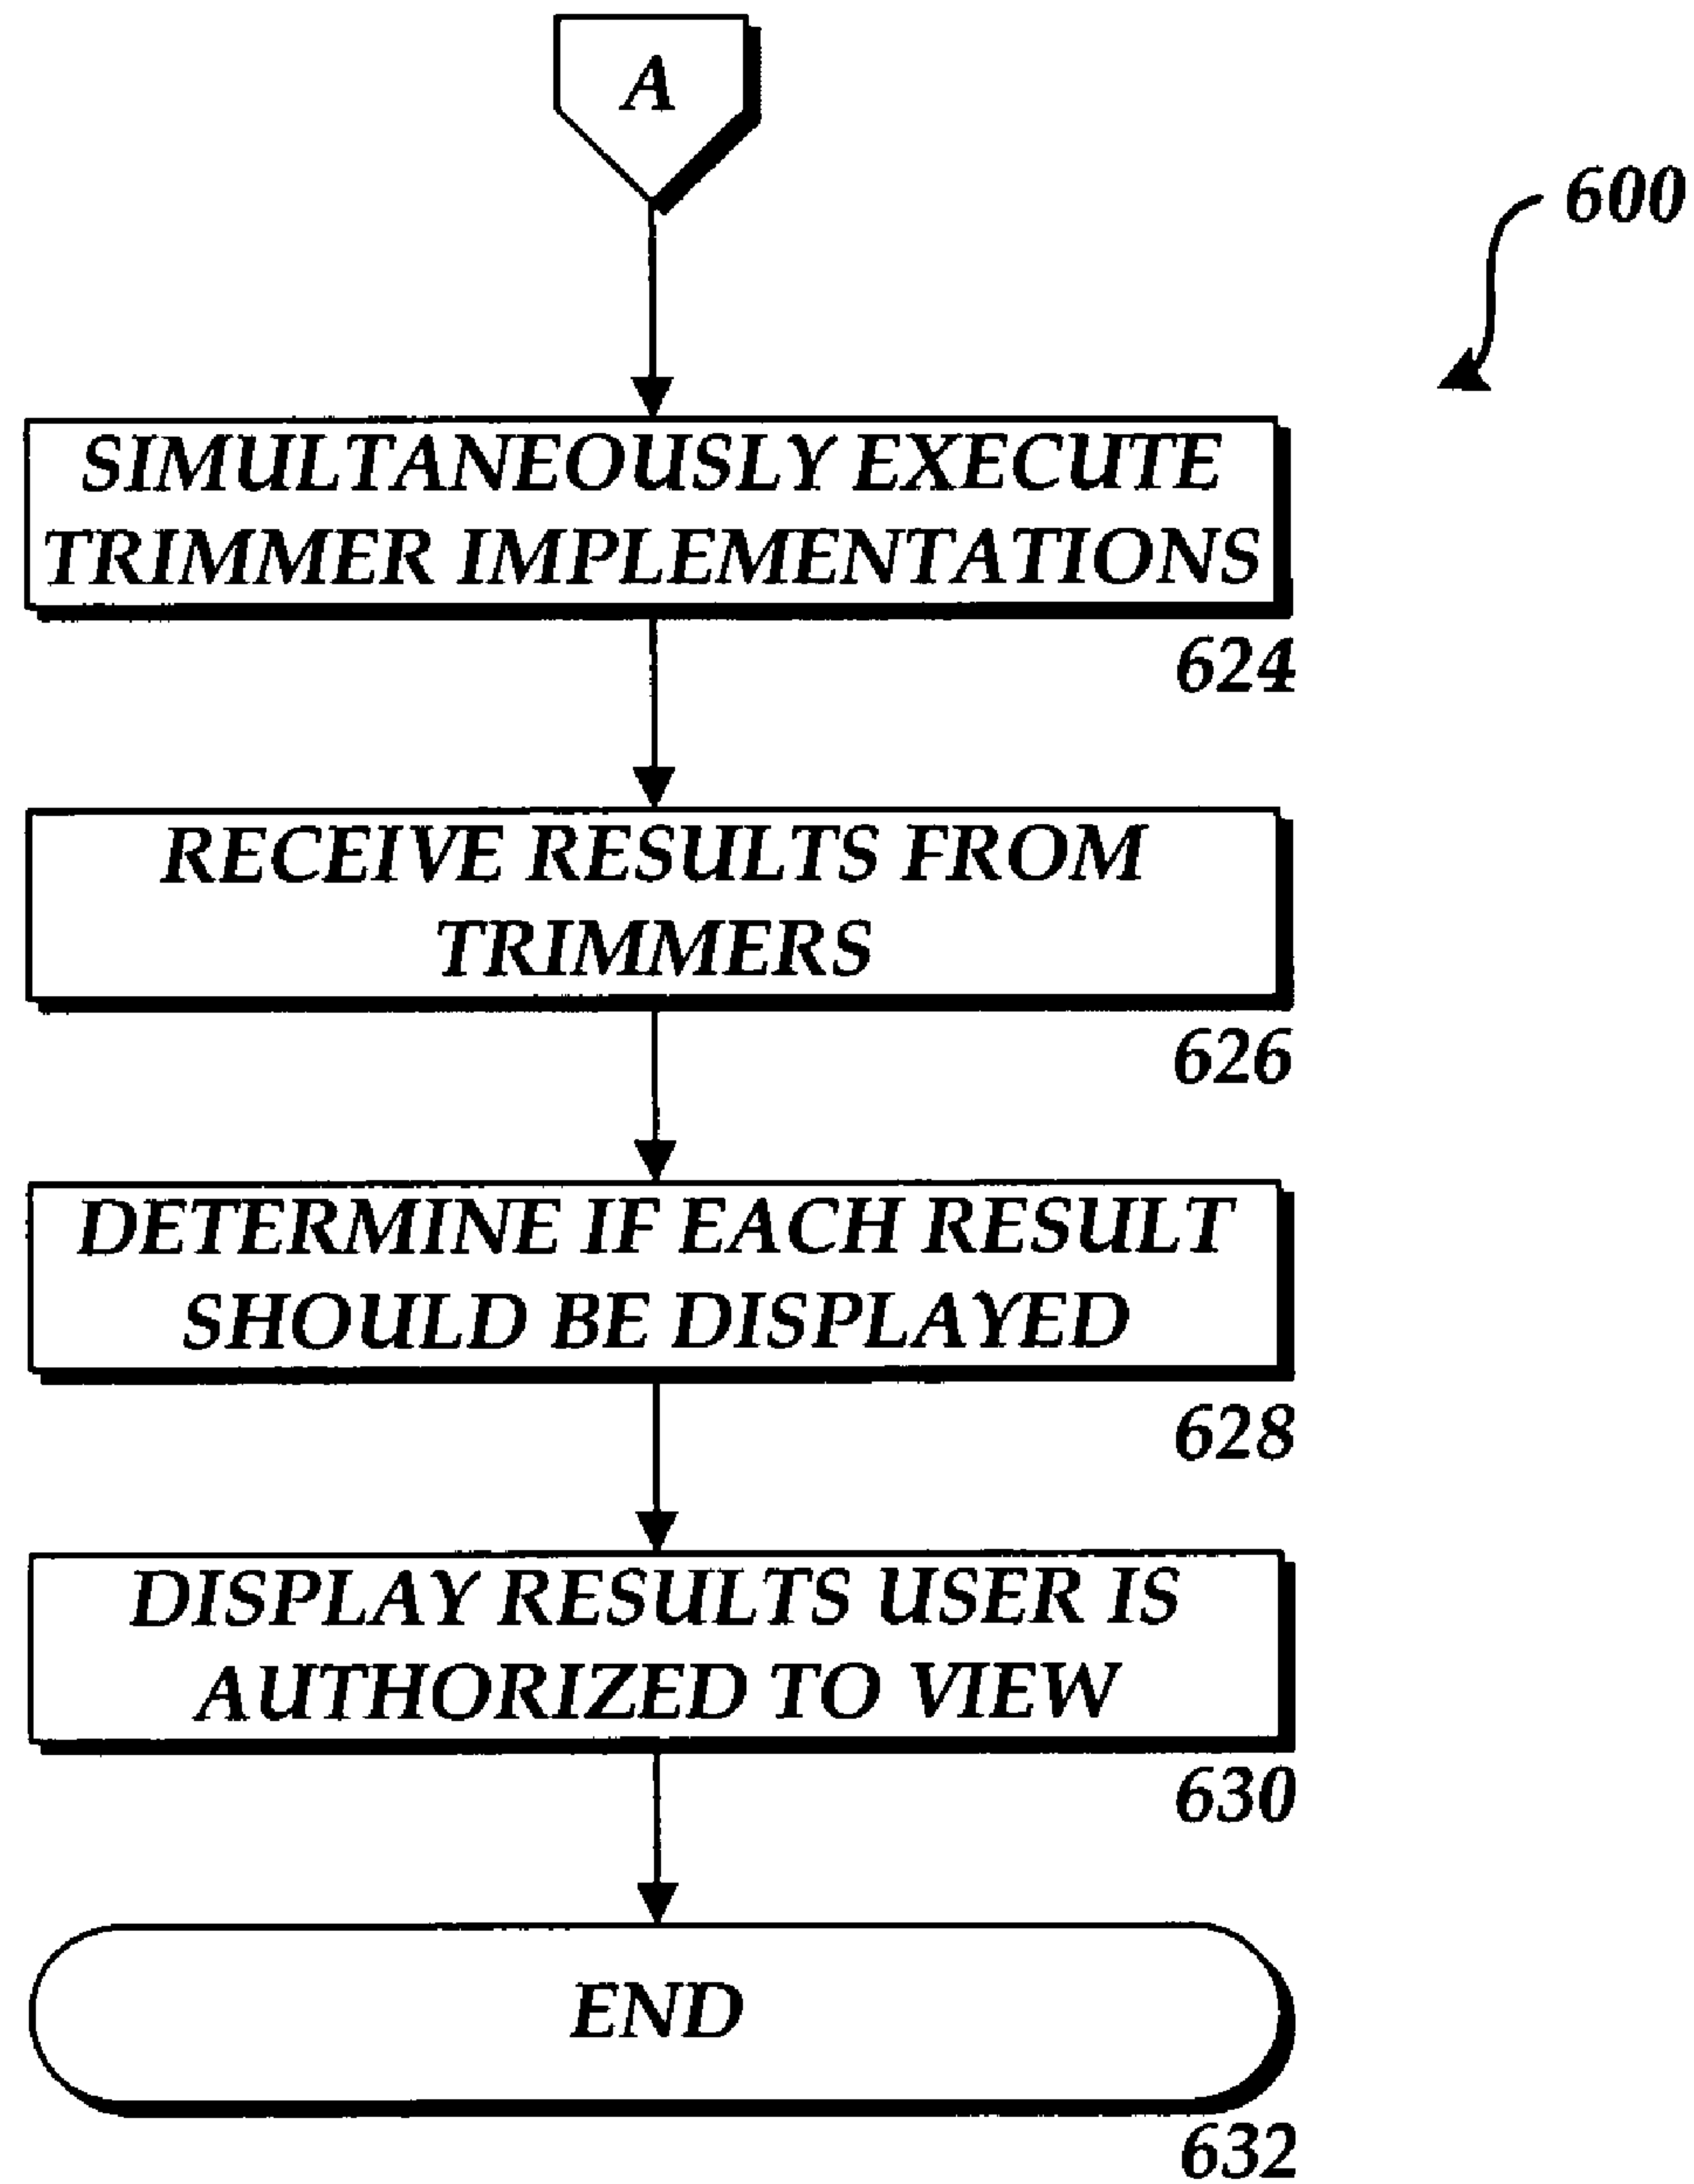 A
600
SIMULTANEOUSLY EXECUTE
TRIMMER IMPLEMENTATIONS
624
RECEIVE RESULTS FROM
TRIMMERS
626
DETERMINE IF EACH RESULT
SHOULD BE DISPLAYED
628
DISPLAY RESULTS USER IS
AUTHORIZED TO VIEW
630
END
632